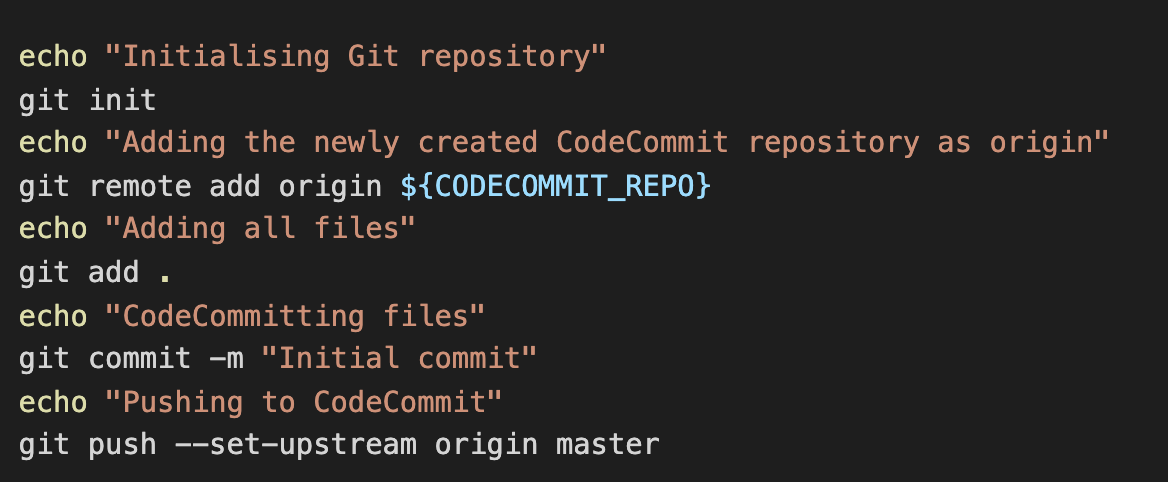 echo "Initialising Git repository"
git init
echo "Adding the newly created CodeCommit repository as origin"
git remote add origin ${CODECOMMIT_REPO}
echo "Adding all files"
git add .
echo "CodeCommitting files"
git commit -m "Initial commit"
echo "Pushing to CodeCommit"
git push --set-upstream origin master